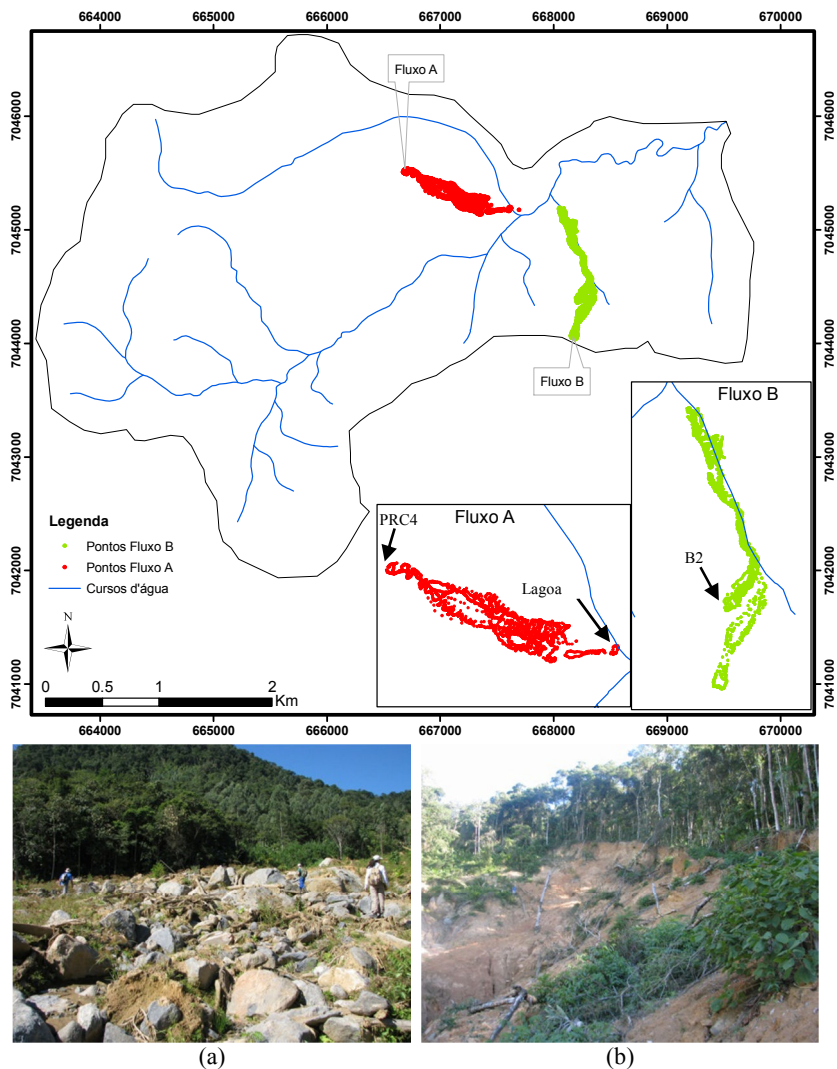 664000 665000 666000 667000 668000 669000 670000
Fluxo A
7046000 7046000
7045000 7045000
7044000 7044000
Fluxo B
7043000 7043000
7042000 7042000
7041000 7041000
Legenda
Pontos Fluxo B
Pontos Fluxo A
Cursos d'água
N
0 0.5 1 2
Km
Fluxo A
PRC4
Lagoa
Fluxo B
B2
664000 665000 666000 667000 668000 669000 670000
(a) (b)